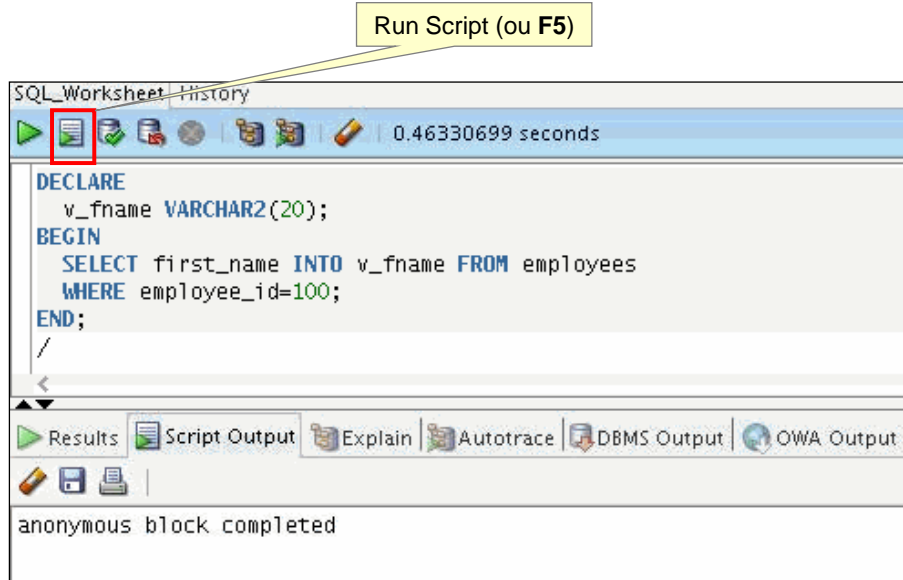 Run Script (ou F5)
SQL_Worksheet History
0.46330699 seconds
DECLARE
v_fname VARCHAR2(20);
BEGIN
SELECT first_name INTO v_fname FROM employees
WHERE employee_id=100;
END;
/
Results Script Output Explain Autotrace DBMS Output OWA Output
anonymous block completed